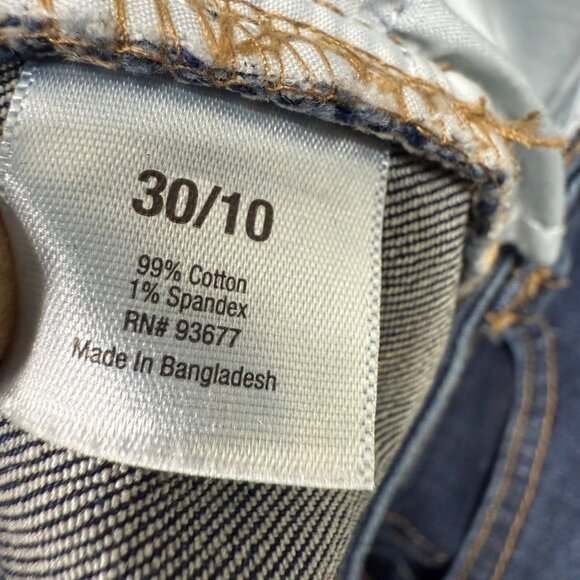 30/10
99% Cotton
1% Spandex
RN# 93677
Made In Bangladesh